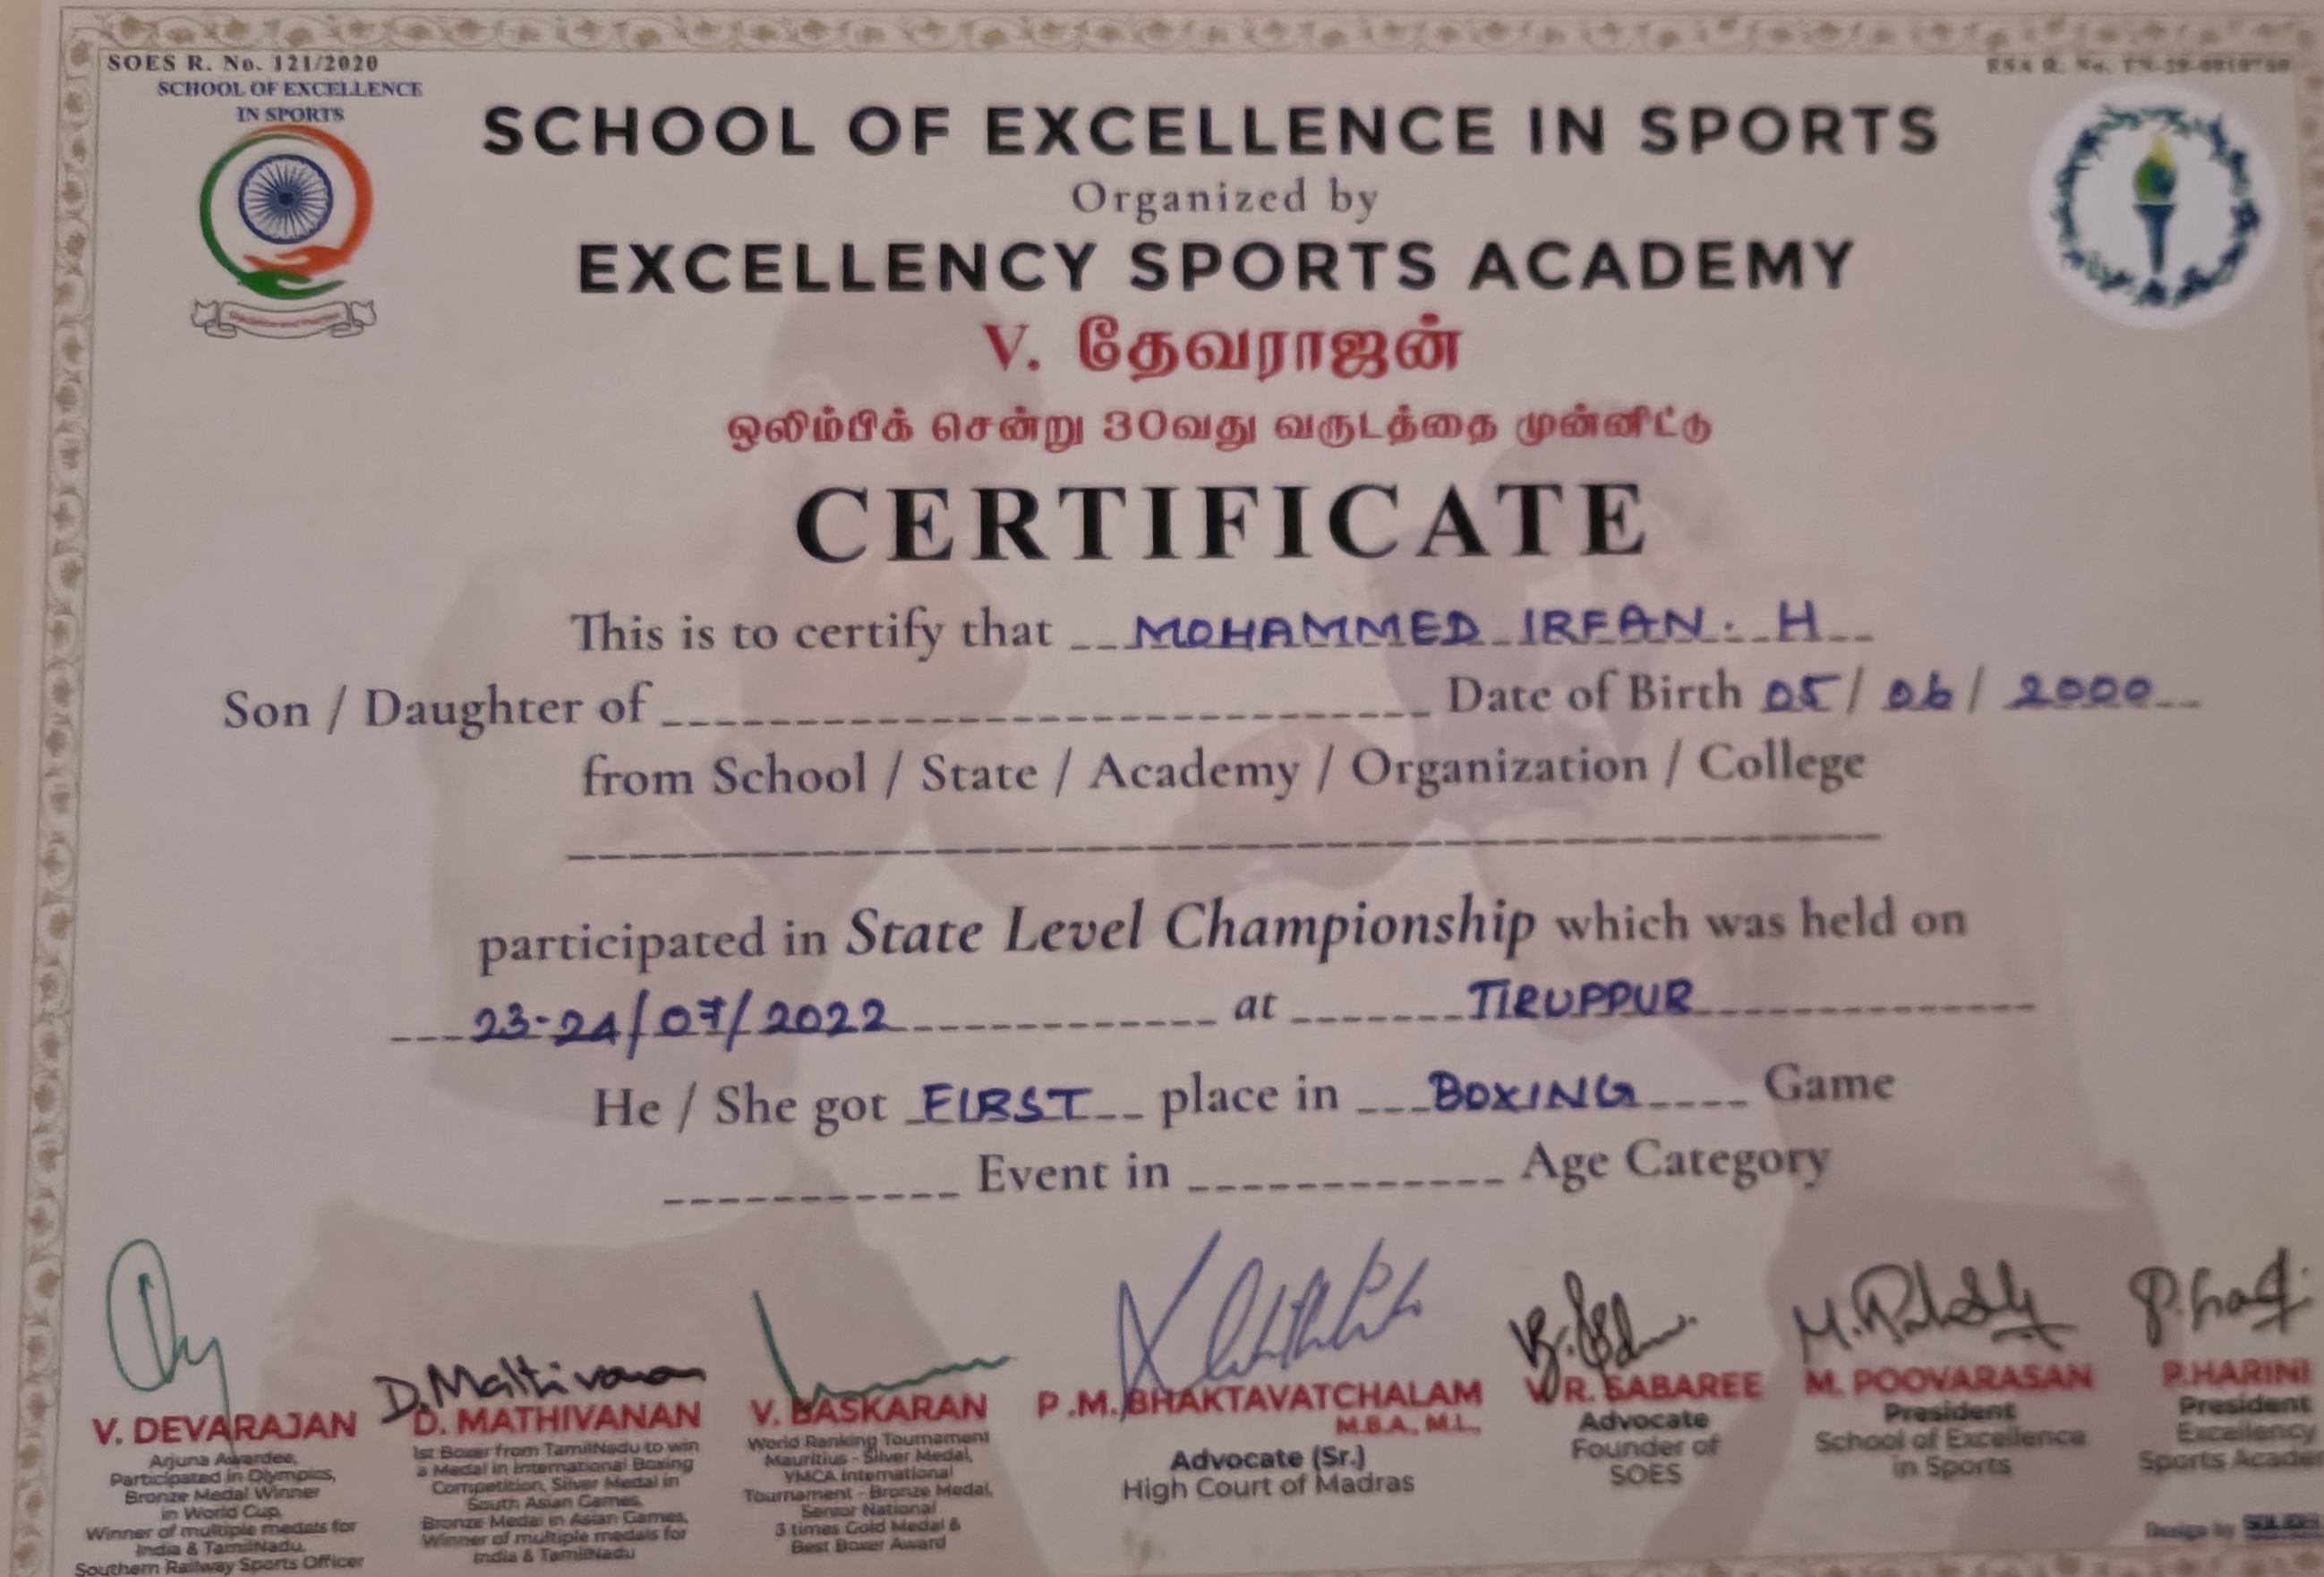 SOES R. No. 121/2020
SCHOOL OF EXCELLENCE
IN SPORTS
ESA R. No.
SCHOOL OF EXCELLENCE IN SPORTS
Organized by
EXCELLENCY SPORTS ACADEMY
V. தேவராஜன்
ஒலிம்பிக் சென்று 30வது வருடத்தை முன்னிட்டு
CERTIFICATE
This is to certify that MOHAMMED IRFAN. H
Son / Daughter of Date of Birth 05/06/2000
from School / State / Academy / Organization / College
participated in State Level Championship which was held on
23-24/07/2022 at TIRUPPUR
He / She got FIRST place in BOXING Game
Event in Age Category
D. Mathivanan
V. DEVARAJAN
Arjuna Awardee,
Participated in Olympics,
Bronze Medal Winner
in World Cup,
Winner of multiple medals for
India & TamilNadu,
Southern Railway Sports Officer
D. MATHIVANAN
1st Boxer from TamilNadu to win
a Medal in International Boxing
Competition, Silver Medal in
South Asian Games,
Bronze Medal in Asian Games,
Winner of multiple medals for
India & TamilNadu
V. BASKARAN
World Ranking Tournament
Mauritius - Silver Medal,
YMCA International
Tournament - Bronze Medal,
Senior National
3 times Gold Medal &
Best Boxer Award
P.M. BHAKTAVATCHALAM
M.B.A., M.L.,
Advocate (Sr.)
High Court of Madras
V.R. SABAREE
Advocate
Founder of
SOES
M. POOVARASAN
President
School of Excellence
in Sports
P.HARINI
President
Excellency
Sports Academ
Design by